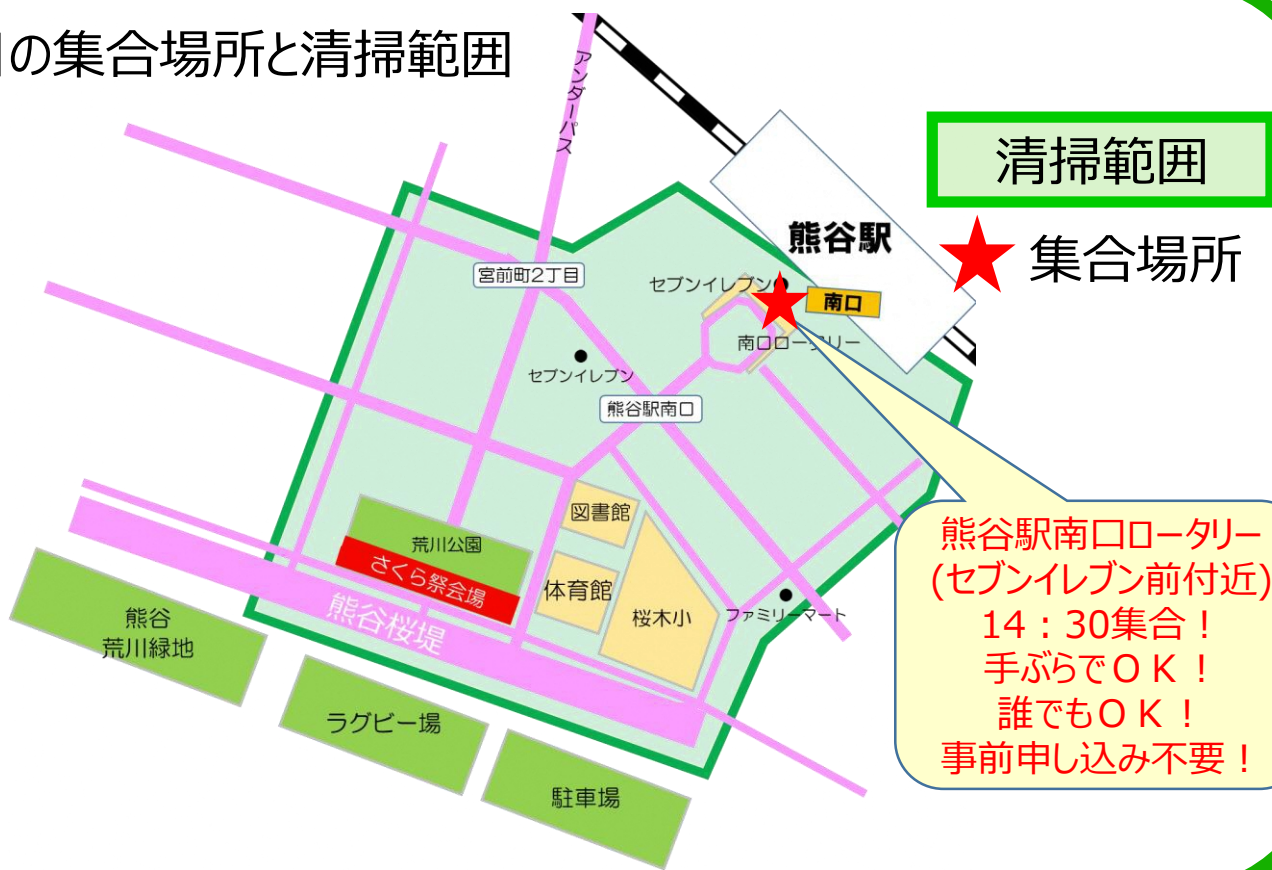 の集合場所と清掃範囲
アンダーパス
清掃範囲
熊谷駅
集合場所
宮前町2丁目
セブンイレブン
南口
南口ロータリー
セブンイレブン
熊谷駅南口
図書館
荒川公園
さくら祭会場
体育館
桜木小
ファミリーマート
熊谷桜堤
熊谷
荒川緑地
ラグビー場
駐車場
熊谷駅南口ロータリー
(セブンイレブン前付近)
14：30集合！
手ぶらでＯＫ！
誰でもＯＫ！
事前申し込み不要！